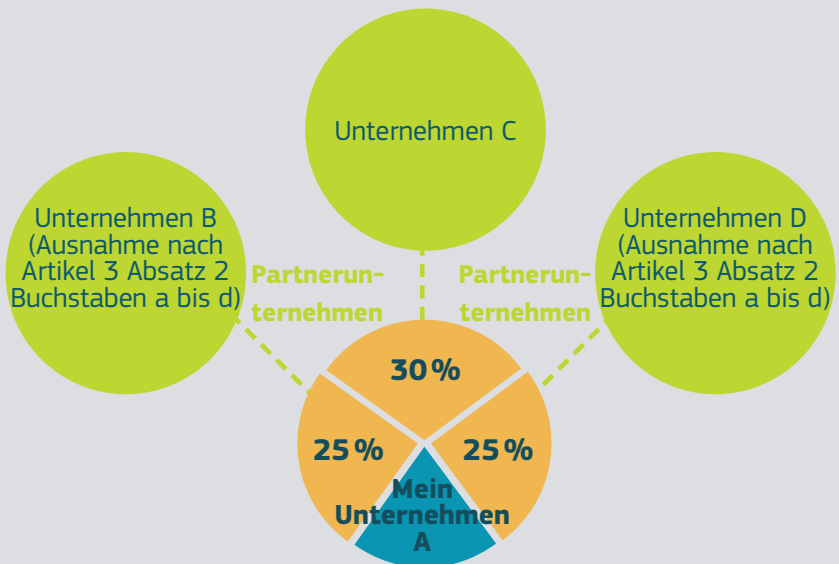 Unternehmen C
Unternehmen B
(Ausnahme nach
Artikel 3 Absatz 2
Buchstaben a bis d)
Unternehmen D
(Ausnahme nach
Artikel 3 Absatz 2
Buchstaben a bis d)
Partnerun-
ternehmen
Partnerun-
ternehmen
30 %
25 %
25 %
Mein
Unternehmen
A